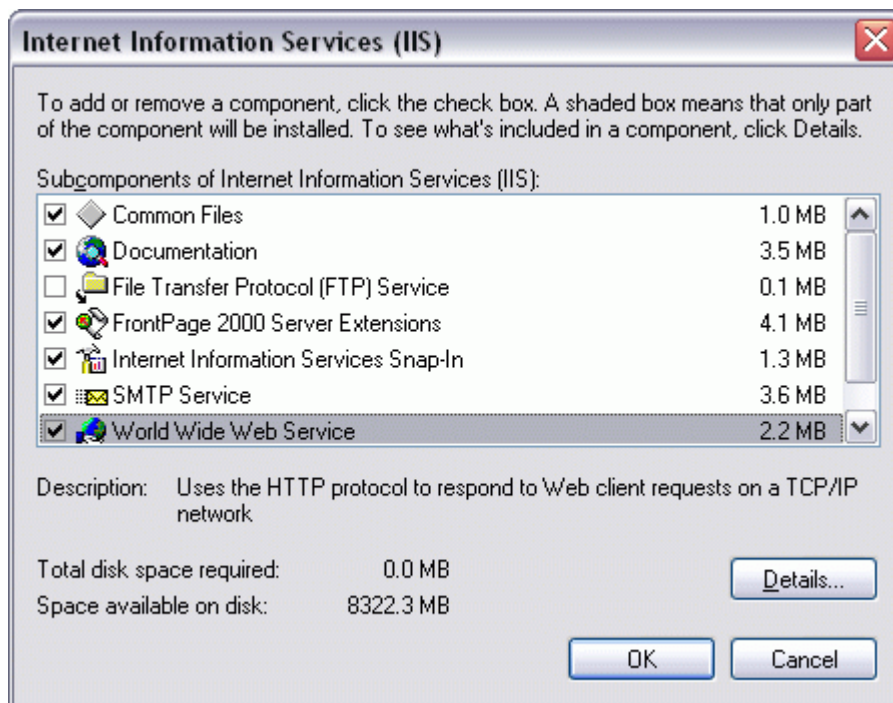 Internet Information Services (IIS)
To add or remove a component, click the check box. A shaded box means that only part
of the component will be installed. To see what's included in a component, click Details.
Subcomponents of Internet Information Services (IIS):
Common Files 1.0 MB
Documentation 3.5 MB
File Transfer Protocol (FTP) Service 0.1 MB
FrontPage 2000 Server Extensions 4.1 MB
Internet Information Services Snap-In 1.3 MB
SMTP Service 3.6 MB
World Wide Web Service 2.2 MB
Description: Uses the HTTP protocol to respond to Web client requests on a TCP/IP
network
Total disk space required: 0.0 MB
Space available on disk: 8322.3 MB
Details...
OK Cancel